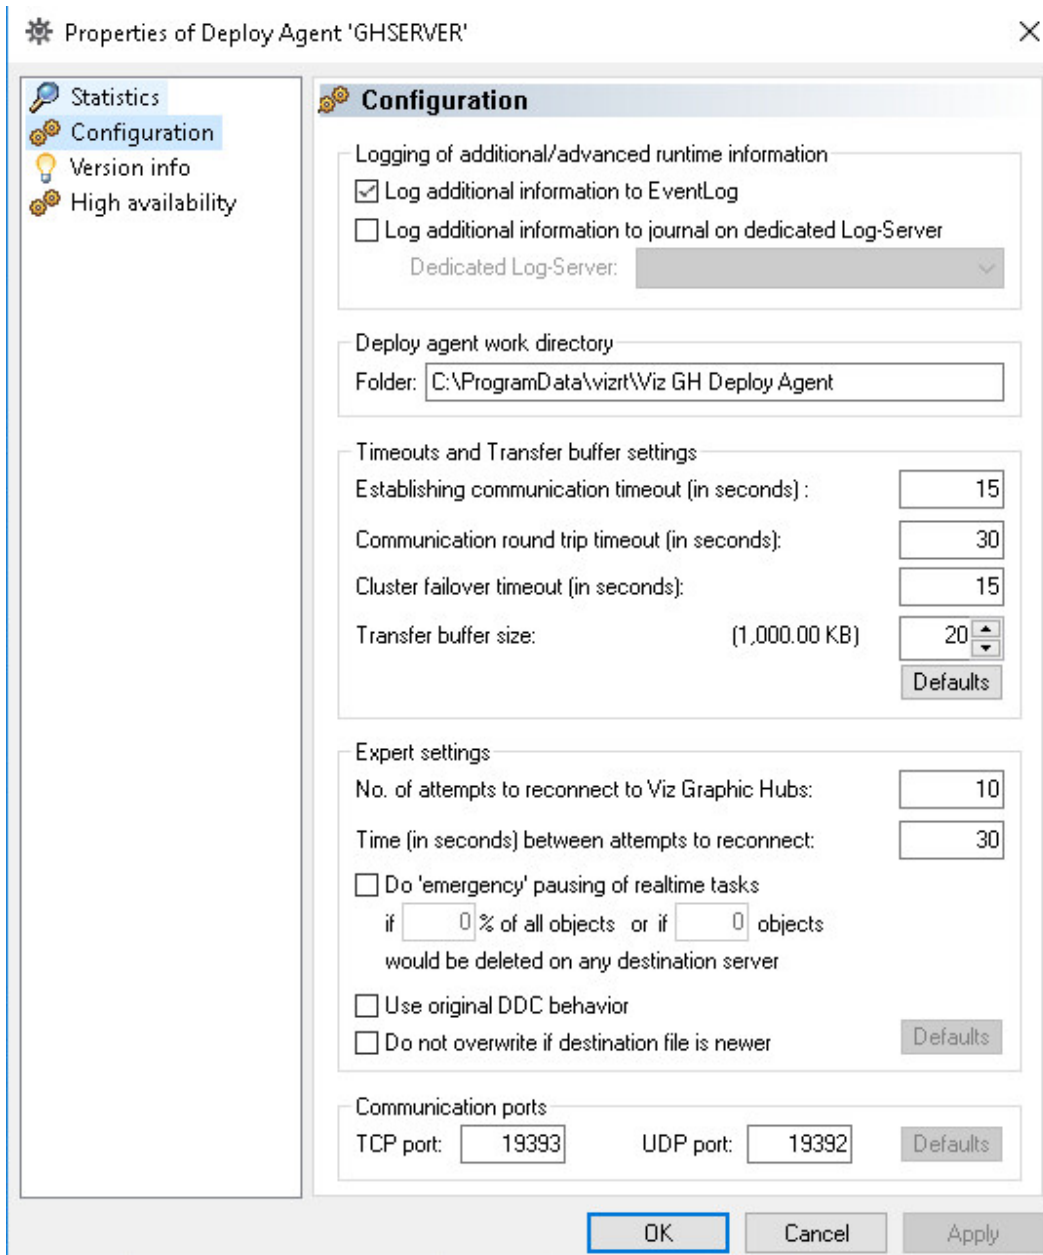 Properties of Deploy Agent 'GHSERVER'
Statistics
Configuration
Version info
High availability
Configuration
Logging of additional/advanced runtime information
Log additional information to EventLog
Log additional information to journal on dedicated Log-Server
Dedicated Log-Server:
Deploy agent work directory
Folder: C:\ProgramData\vizrt\Viz GH Deploy Agent
Timeouts and Transfer buffer settings
Establishing communication timeout (in seconds) : 15
Communication round trip timeout (in seconds): 30
Cluster failover timeout (in seconds): 15
Transfer buffer size: (1,000.00 KB) 20
Defaults
Expert settings
No. of attempts to reconnect to Viz Graphic Hubs: 10
Time (in seconds) between attempts to reconnect: 30
Do 'emergency' pausing of realtime tasks
if 0 % of all objects or if 0 objects
would be deleted on any destination server
Use original DDC behavior
Do not overwrite if destination file is newer Defaults
Communication ports
TCP port: 19393 UDP port: 19392 Defaults
OK Cancel Apply